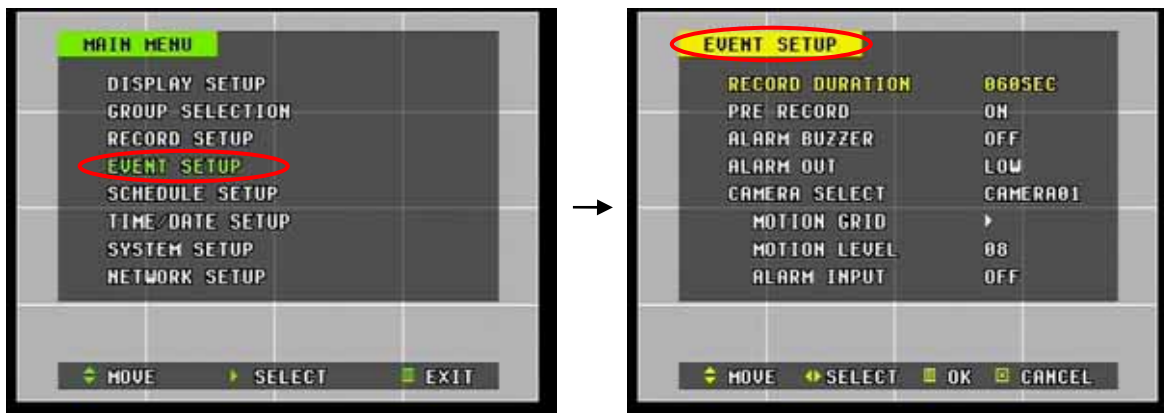 MAIN MENU
DISPLAY SETUP
GROUP SELECTION
RECORD SETUP
EVENT SETUP
SCHEDULE SETUP
TIME/DATE SETUP
SYSTEM SETUP
NETWORK SETUP
MOVE SELECT EXIT
EVENT SETUP
RECORD DURATION 060SEC
PRE RECORD ON
ALARM BUZZER OFF
ALARM OUT LOW
CAMERA SELECT CAMERA01
MOTION GRID
MOTION LEVEL 08
ALARM INPUT OFF
MOVE SELECT OK CANCEL